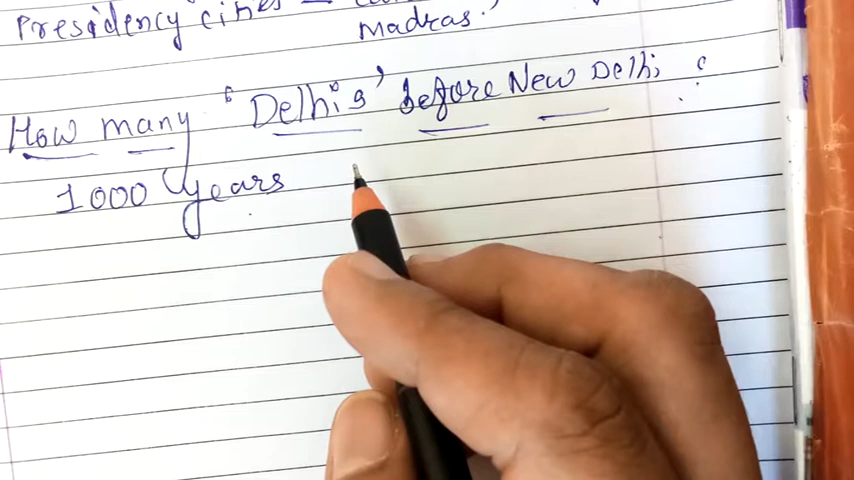 Presidency cities –
Madras.
How many 'Delhis' before New Delhi ?
1000 years